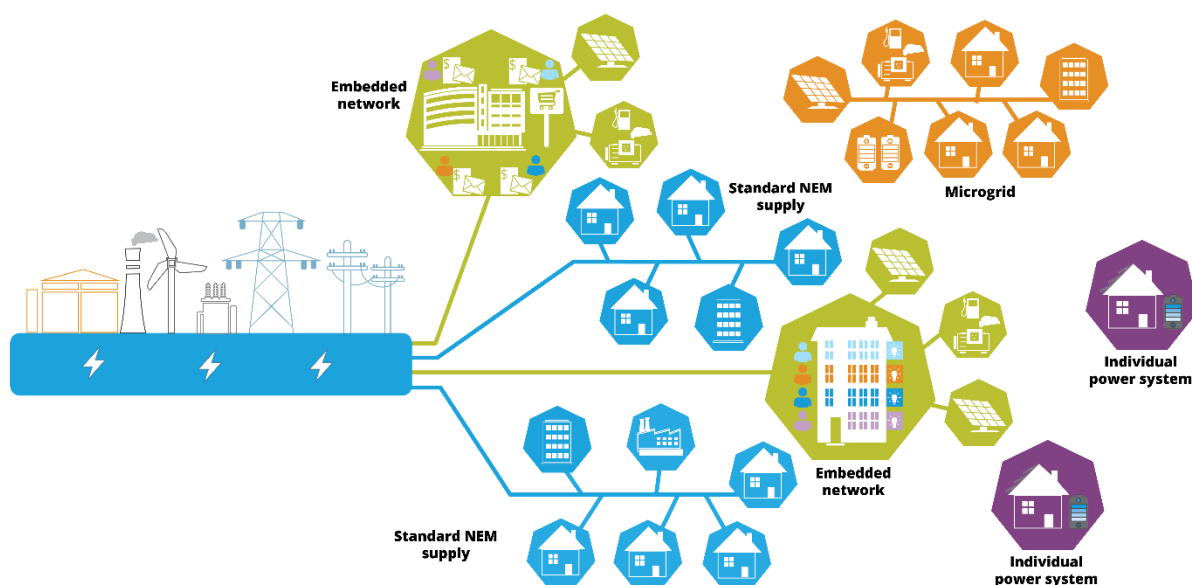 Embedded
network
$
$
$
$
Microgrid
Standard NEM
supply
Individual
power system
Embedded
network
Standard NEM
supply
Individual
power system